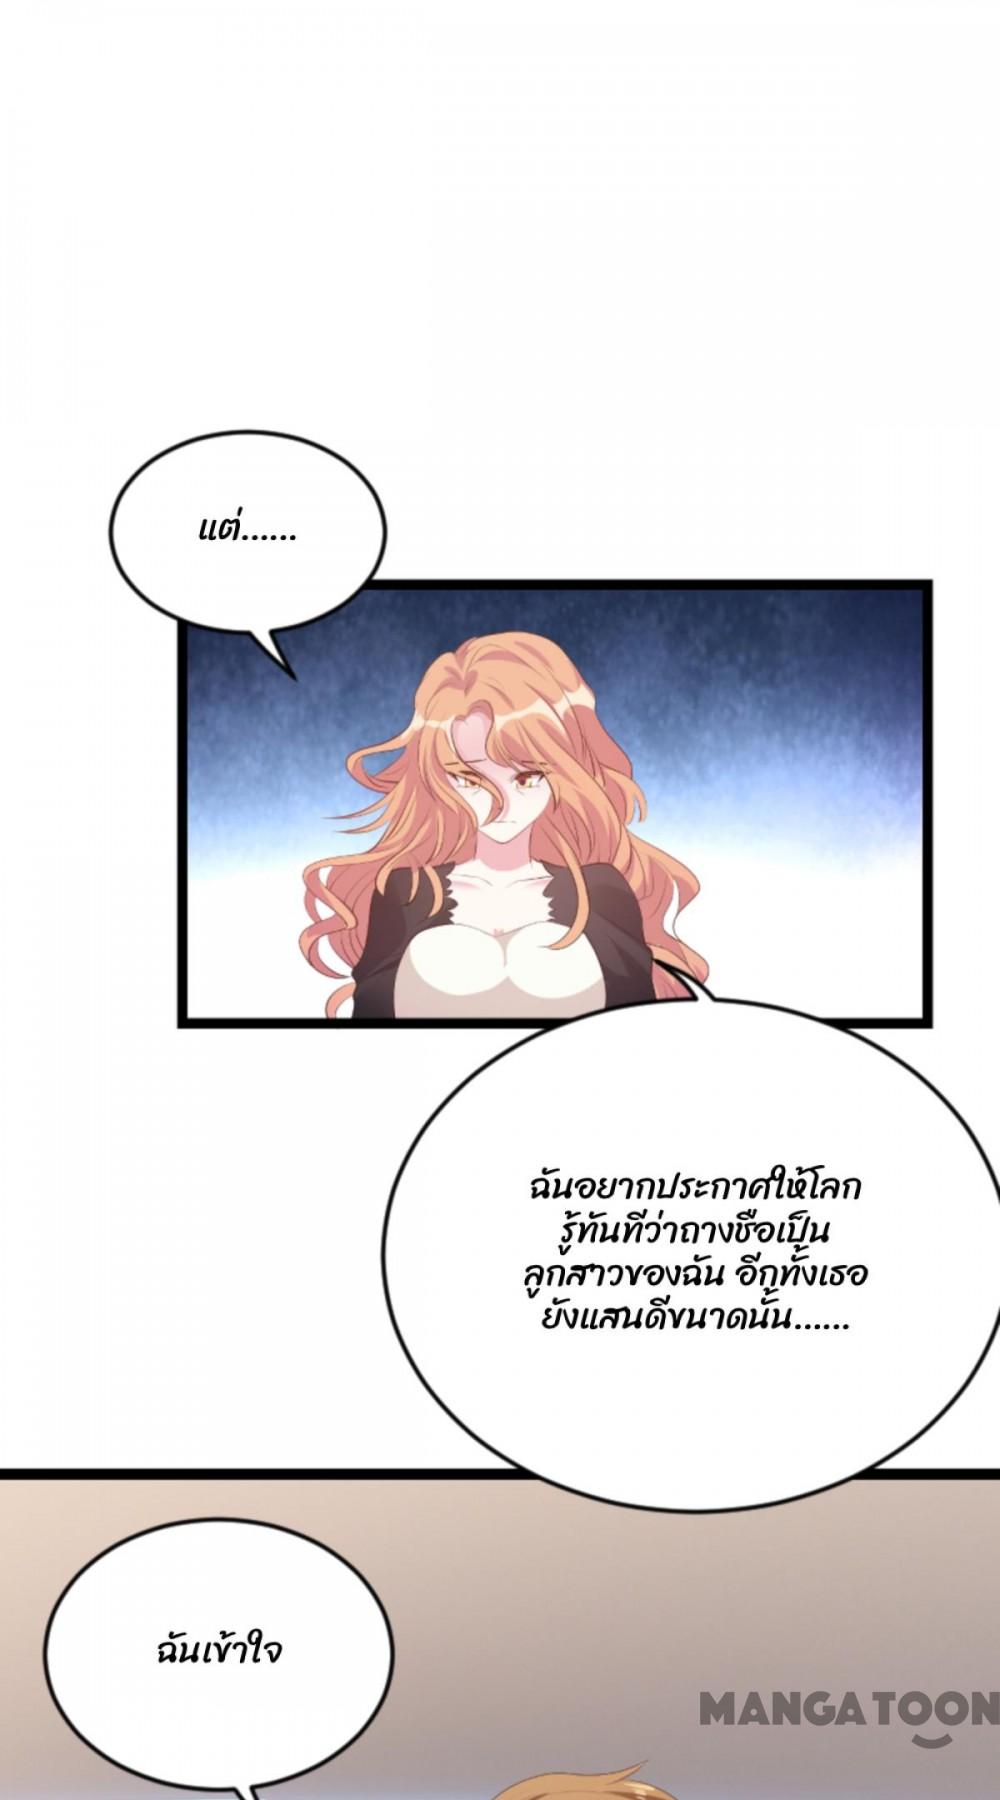 แต่......
ฉันอยากประกาศให้โลก
รู้ทันทีว่าถางซือเป็น
ลูกสาวของฉัน อีกทั้งเธอ
ยังแสนดีขนาดนั้น......
ฉันเข้าใจ
MANGATOON